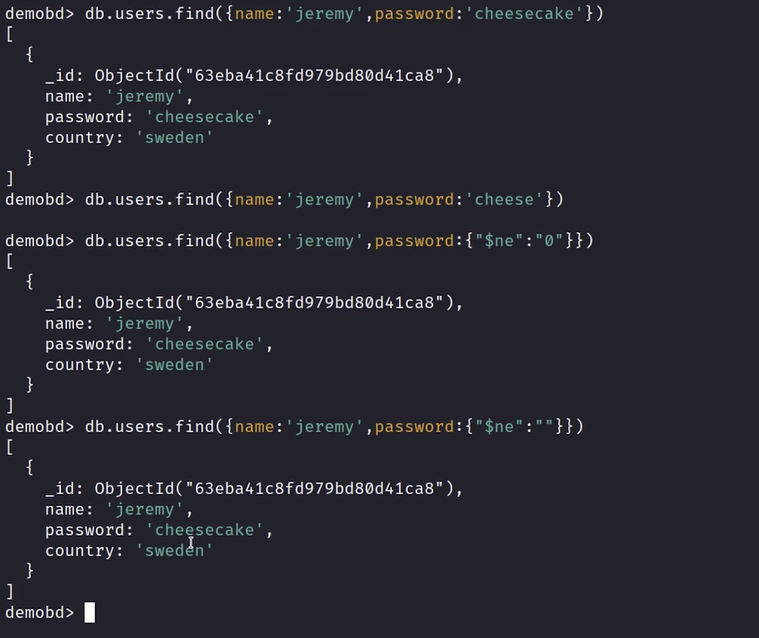 demobd> db.users.find({name:'jeremy',password:'cheesecake'})
[
  {
    _id: ObjectId("63eba41c8fd979bd80d41ca8"),
    name: 'jeremy',
    password: 'cheesecake',
    country: 'sweden'
  }
]
demobd> db.users.find({name:'jeremy',password:'cheese'})

demobd> db.users.find({name:'jeremy',password:{"$ne":"0"}})
[
  {
    _id: ObjectId("63eba41c8fd979bd80d41ca8"),
    name: 'jeremy',
    password: 'cheesecake',
    country: 'sweden'
  }
]
demobd> db.users.find({name:'jeremy',password:{"$ne":""}})
[
  {
    _id: ObjectId("63eba41c8fd979bd80d41ca8"),
    name: 'jeremy',
    password: 'cheesecake',
    country: 'sweden'
  }
]
demobd>